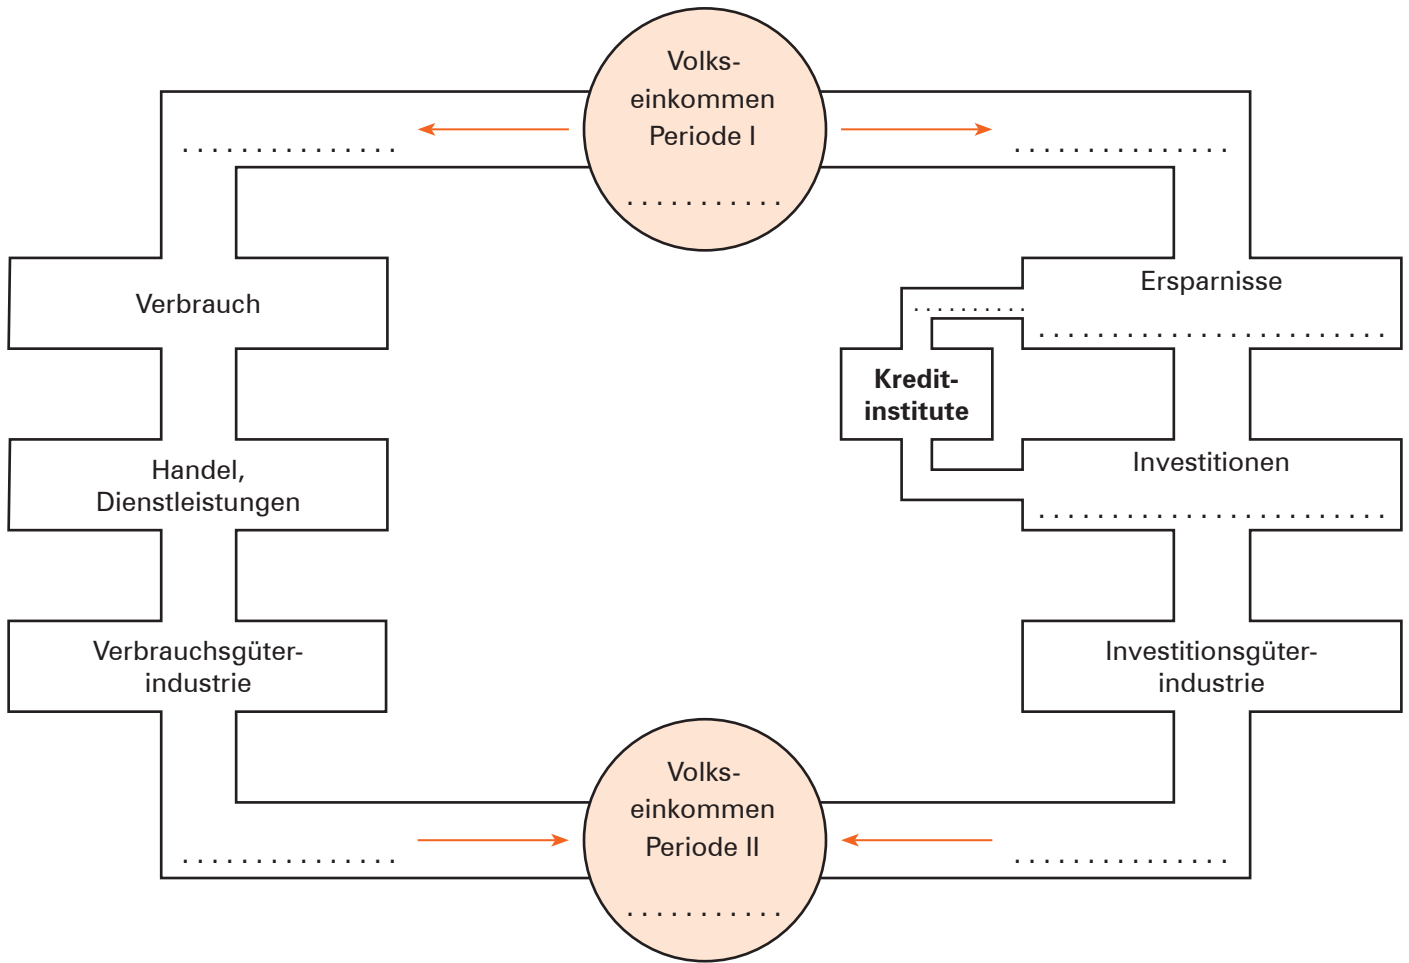 Volks-
einkommen
Periode I
. . . . . . . . . . . . . . .
. . . . . . . . . . . . . . .
. . . . . . . . . . .
Verbrauch
Ersparnisse
. . . . . . . . . .
. . . . . . . . . . . . . . . . . . . . . . . .
Kredit-
institute
Handel,
Dienstleistungen
Investitionen
. . . . . . . . . . . . . . . . . . . . . . . .
Verbrauchsgüter-
industrie
Investitionsgüter-
industrie
Volks-
einkommen
Periode II
. . . . . . . . . . . . . . .
. . . . . . . . . . . . . . .
. . . . . . . . . . .